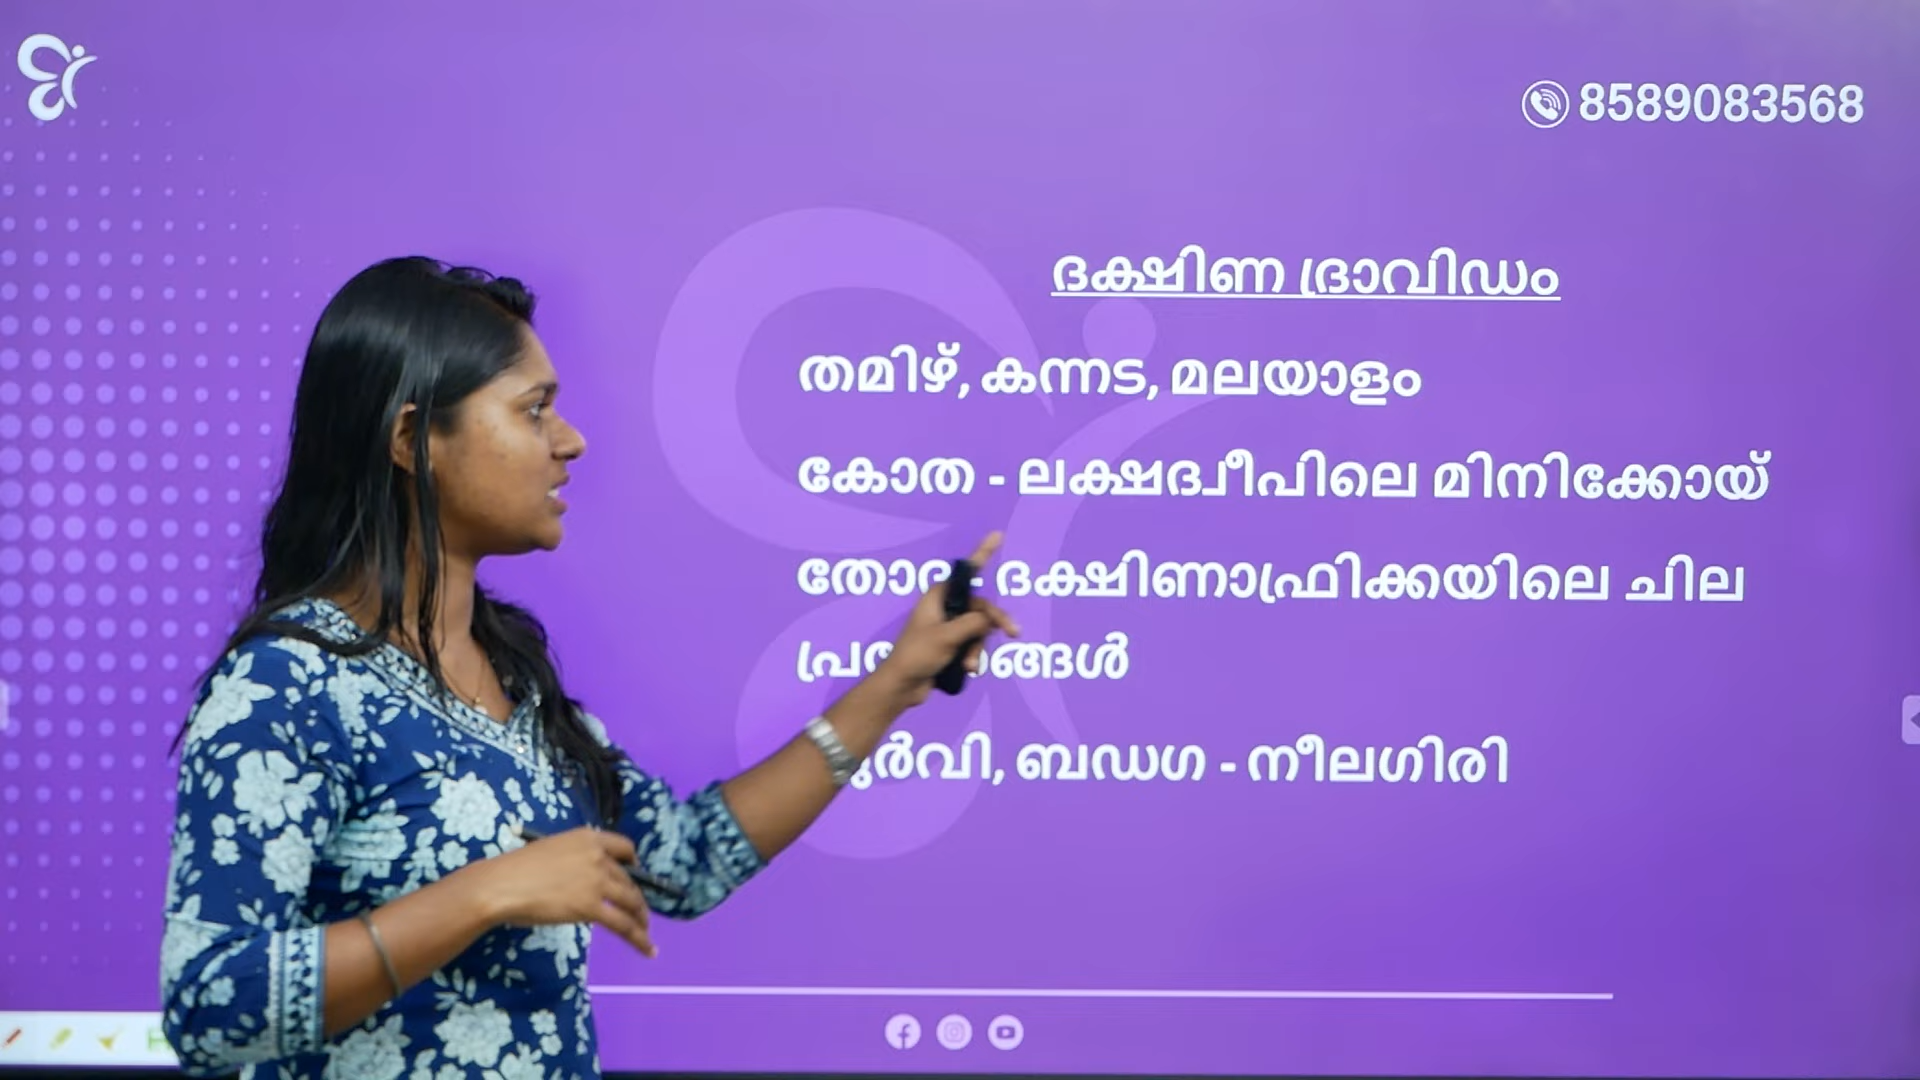 8589083568
ദക്ഷിണ ദ്രാവിഡം
തമിഴ്, കന്നട, മലയാളം
കോത - ലക്ഷദ്വീപിലെ മിനിക്കോയ്
- ദക്ഷിണാഫ്രിക്കയിലെ ചില
ബഡഗ - നീലഗിരി